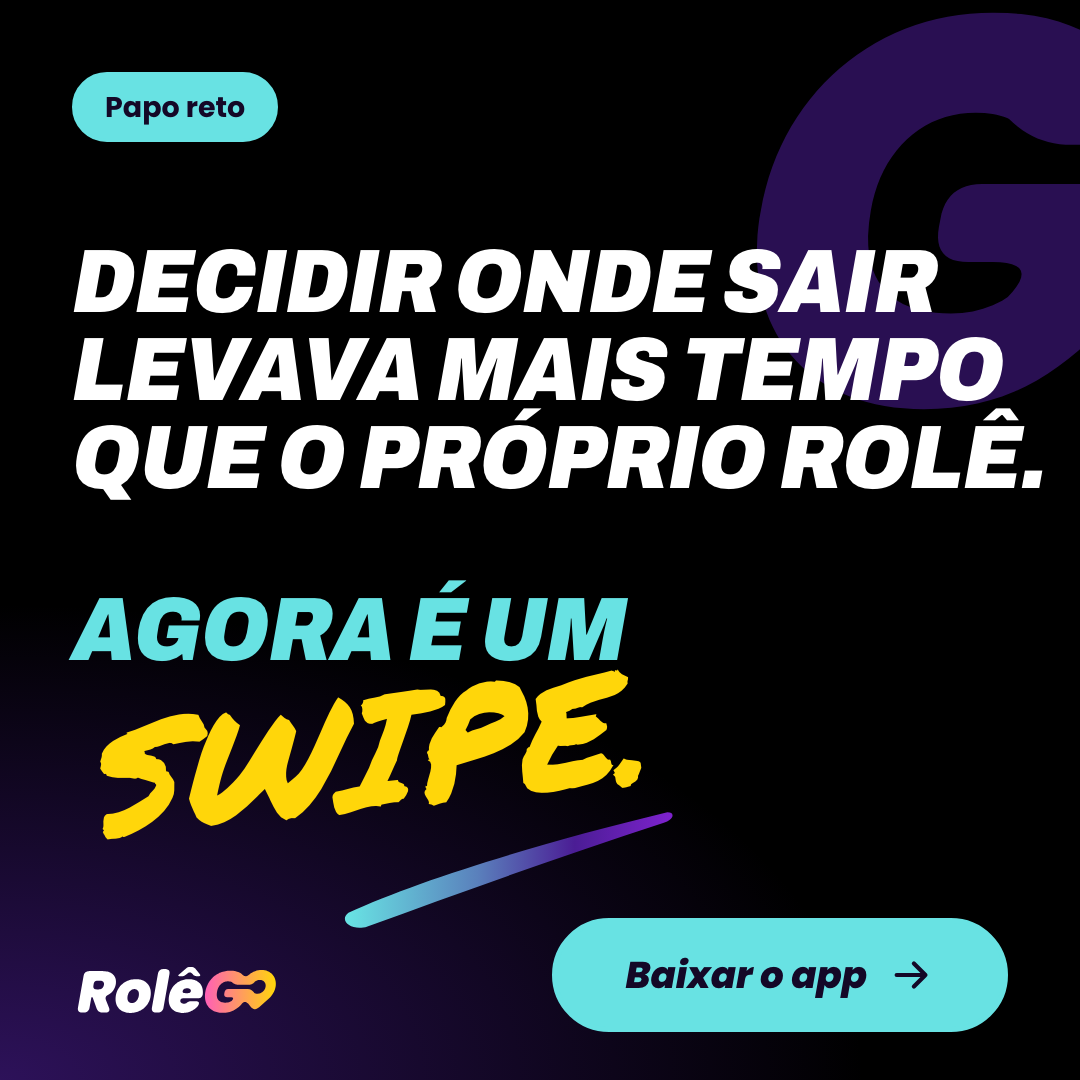 Papo reto
DECIDIR ONDE SAIR
LEVAVA MAIS TEMPO
QUE O PRÓPRIO ROLÊ.
AGORA É UM
SWIPE.
RolêGO
Baixar o app →